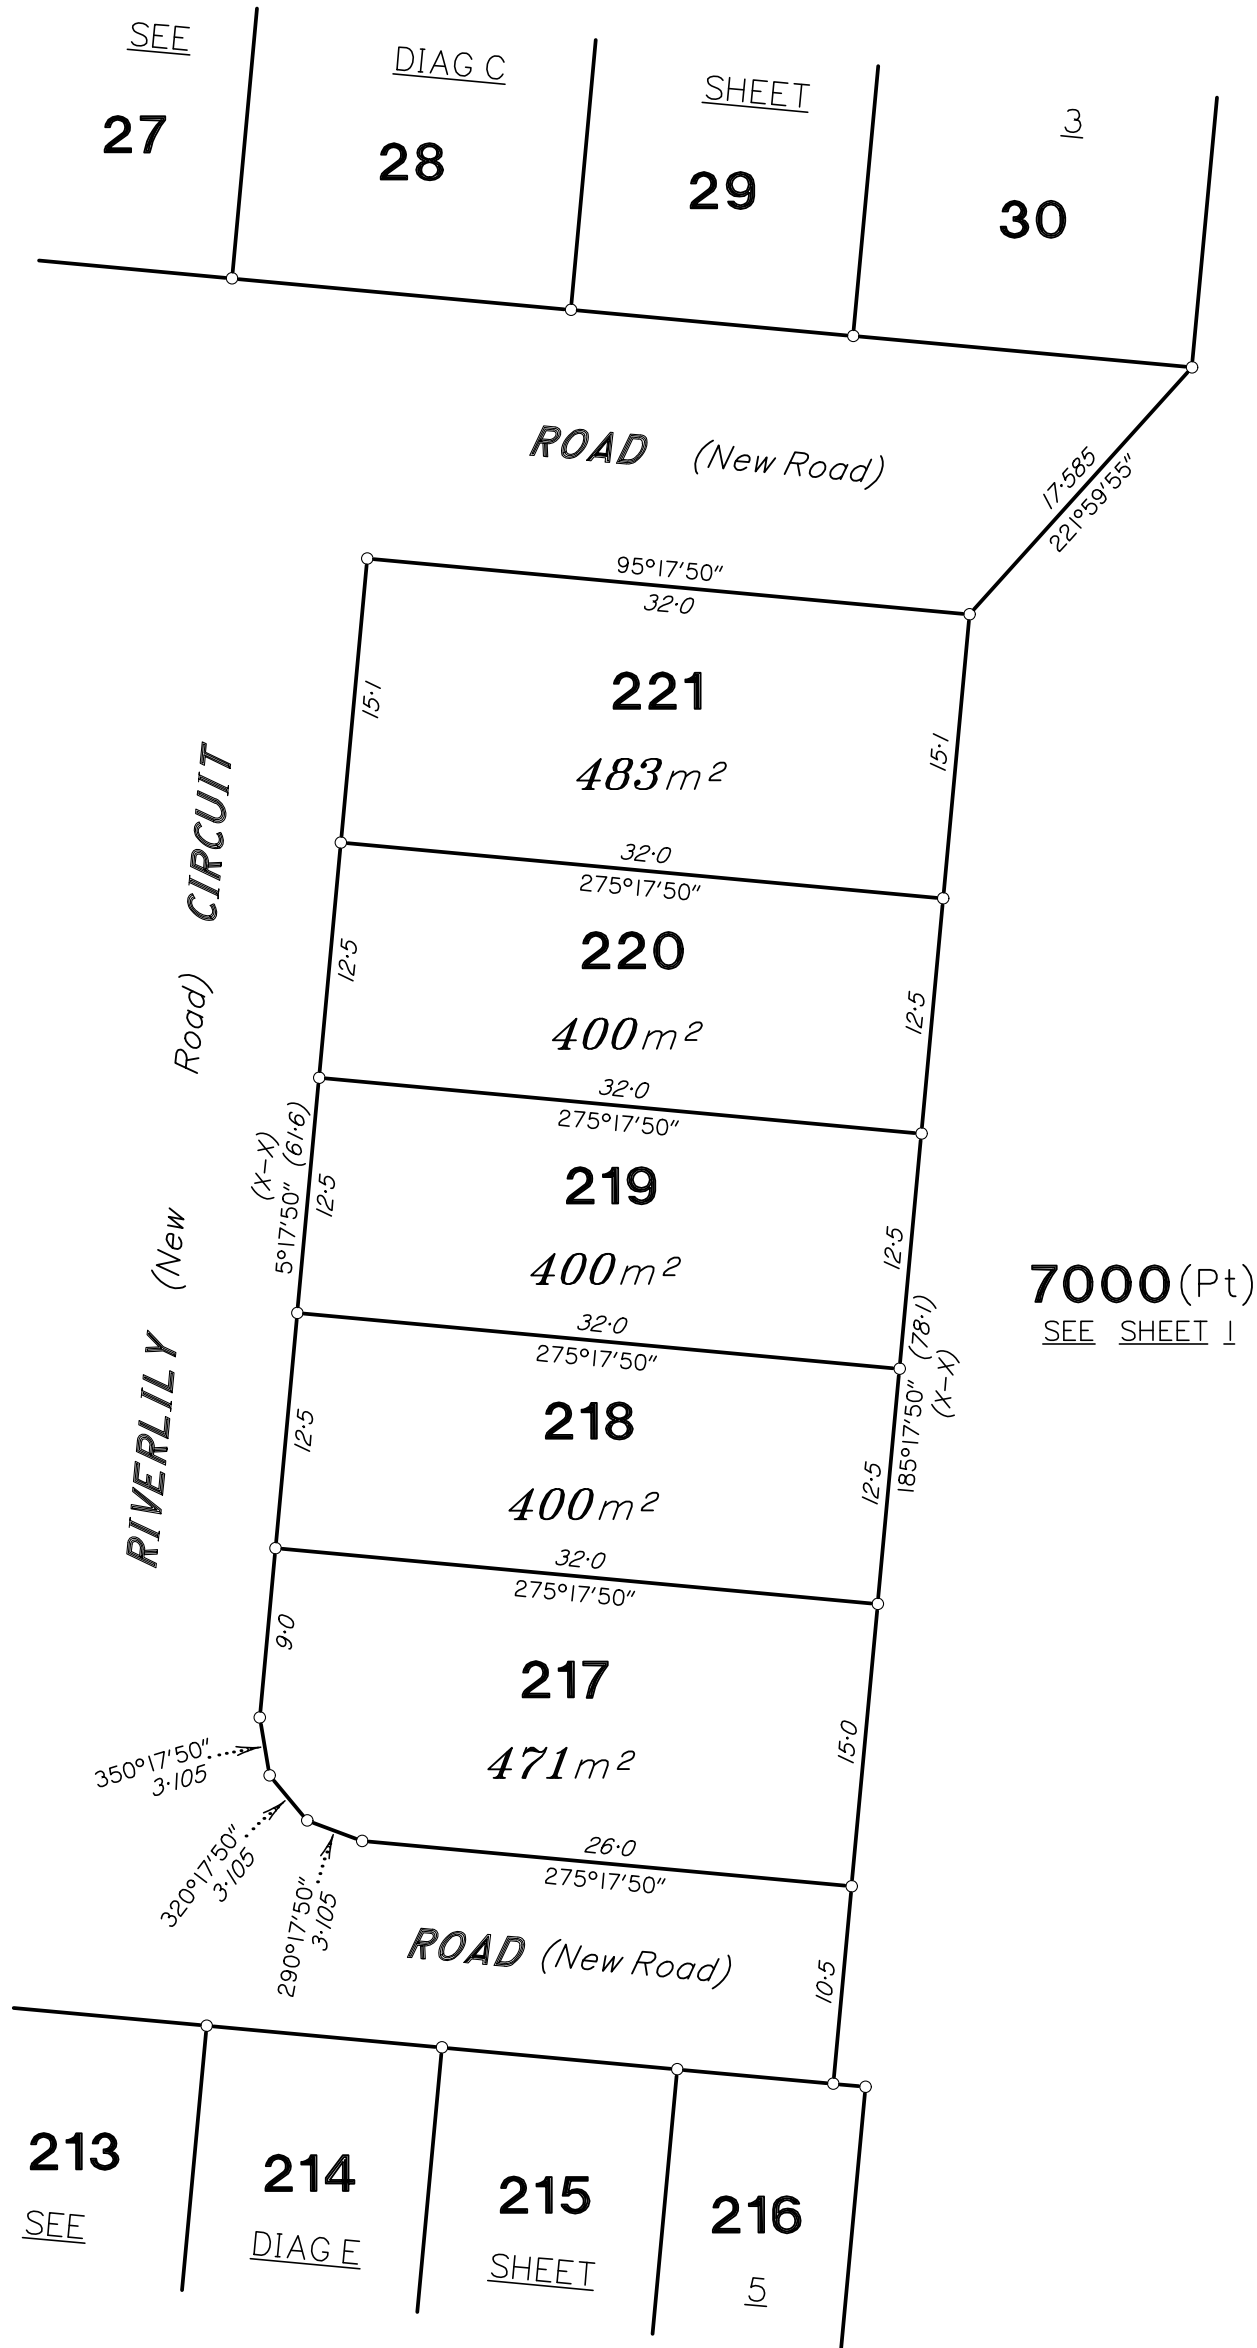 SEE
DIAG C
SHEET
3
27
28
29
30
ROAD (New Road)
17·585
221°59'55"
95°17'50"
32·0
221
15·1
15·1
483m²
32·0
275°17'50"
220
12·5
12·5
400m²
32·0
275°17'50"
219
12·5
12·5
400m²
5°17'50" (61·6)
(X-X)
RIVERLILY (New Road) CIRCUIT
7000(Pt)
SEE SHEET 1
32·0
275°17'50"
185°17'50" (78·1)
(X-X)
218
12·5
12·5
400m²
32·0
275°17'50"
217
9·0
15·0
471m²
350°17'50"
3·105
320°17'50"
3·105
290°17'50"
3·105
26·0
275°17'50"
ROAD (New Road)
10·5
213
214
215
216
SEE
DIAG E
SHEET
5